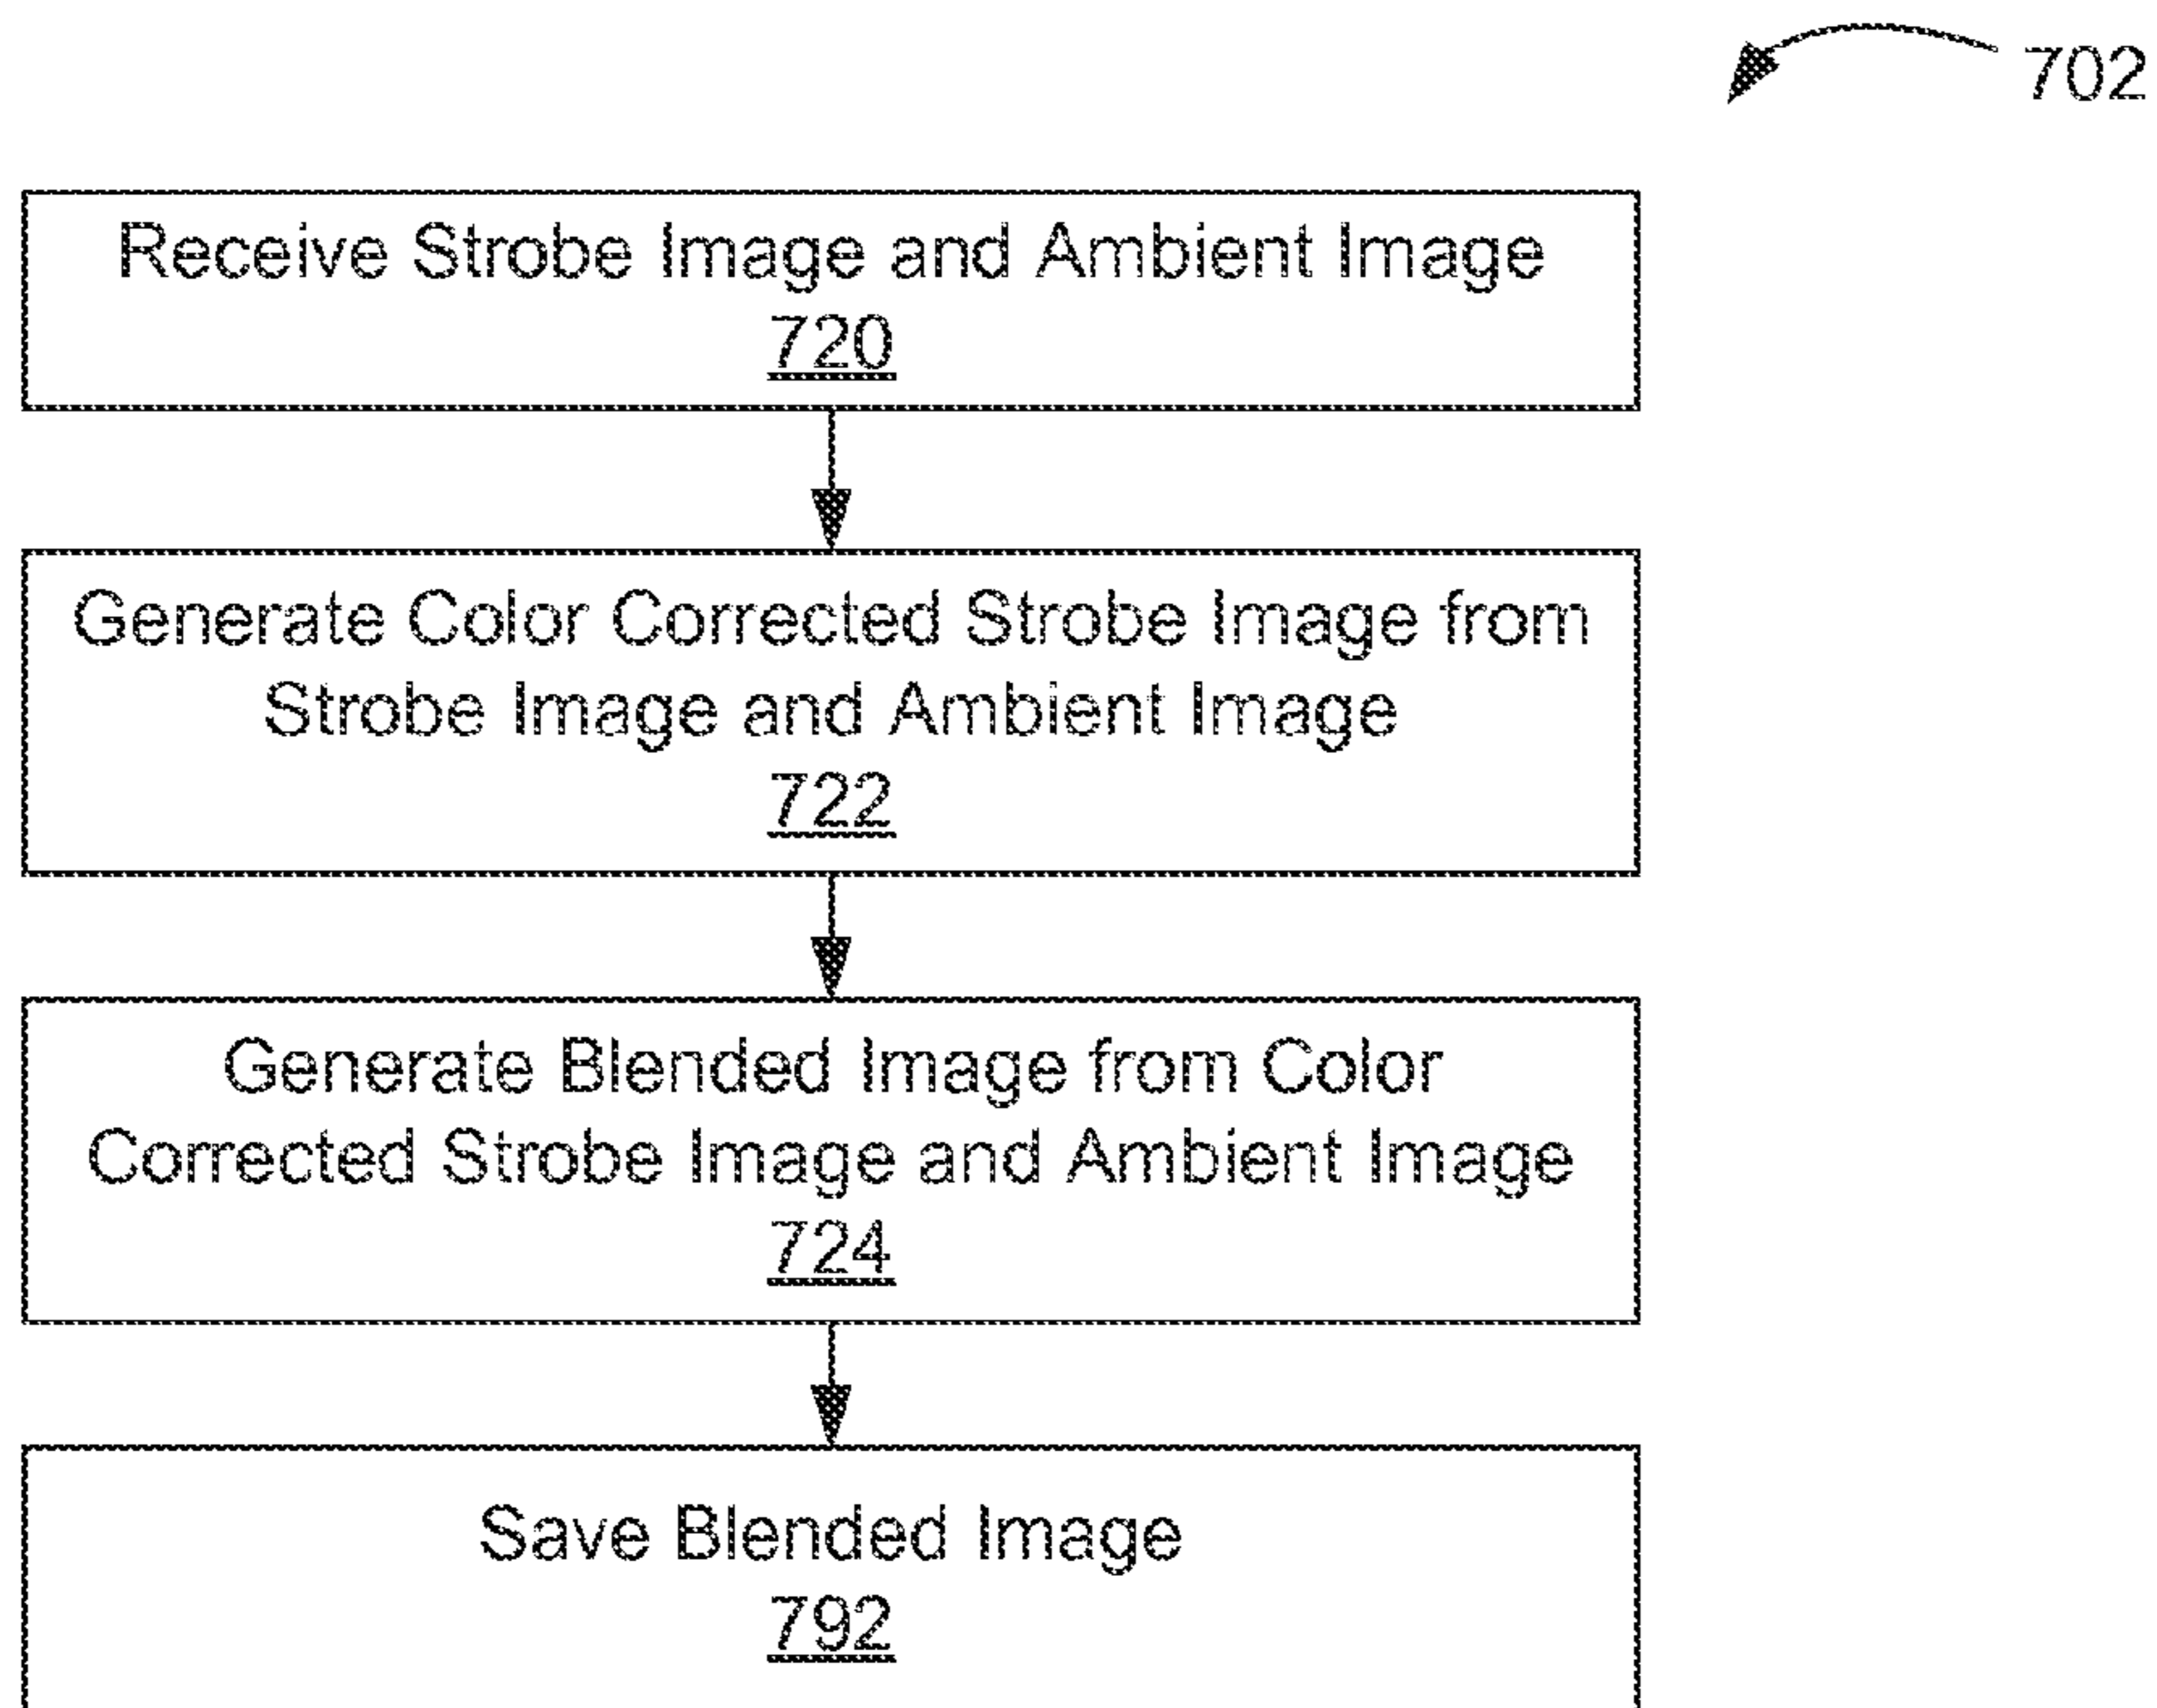 702
Receive Strobe Image and Ambient Image
720
Generate Color Corrected Strobe Image from
Strobe Image and Ambient Image
722
Generate Blended Image from Color
Corrected Strobe Image and Ambient Image
724
Save Blended Image
792